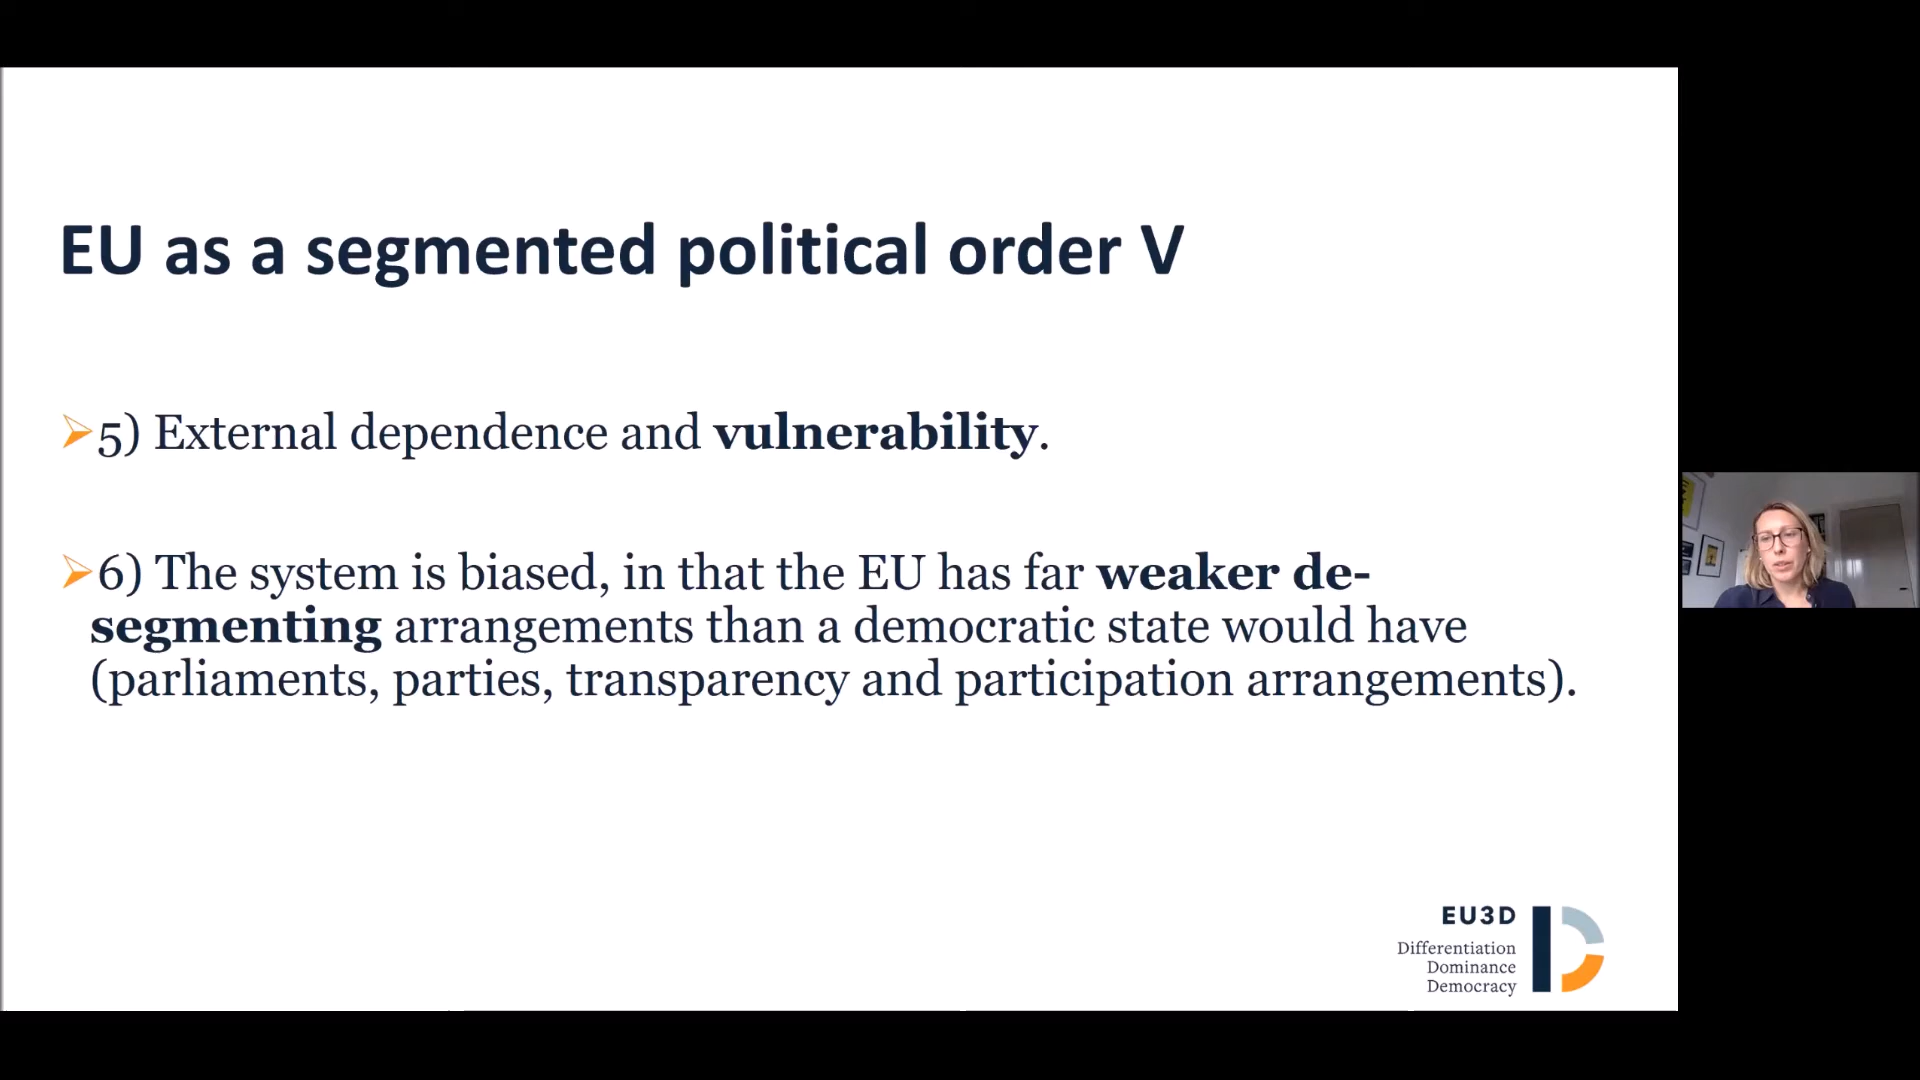 EU as a segmented political order V
5) External dependence and vulnerability.
6) The system is biased, in that the EU has far weaker de-
segmenting arrangements than a democratic state would have
(parliaments, parties, transparency and participation arrangements).
EU3D
Differentiation
Dominance
Democracy